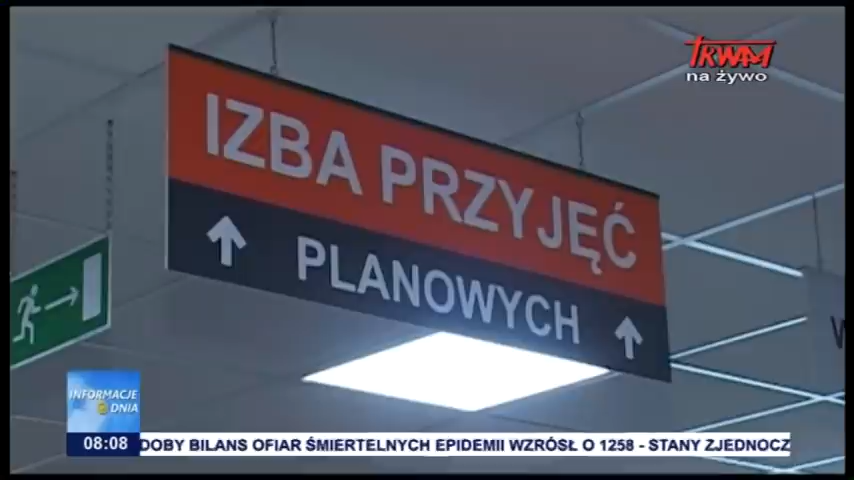 TRWAM
na żywo
IZBA PRZYJĘĆ
PLANOWYCH
INFORMACJE
DNIA
08:08
DOBY BILANS OFIAR ŚMIERTELNYCH EPIDEMII WZRÓSŁ O 1258 - STANY ZJEDNOCZ